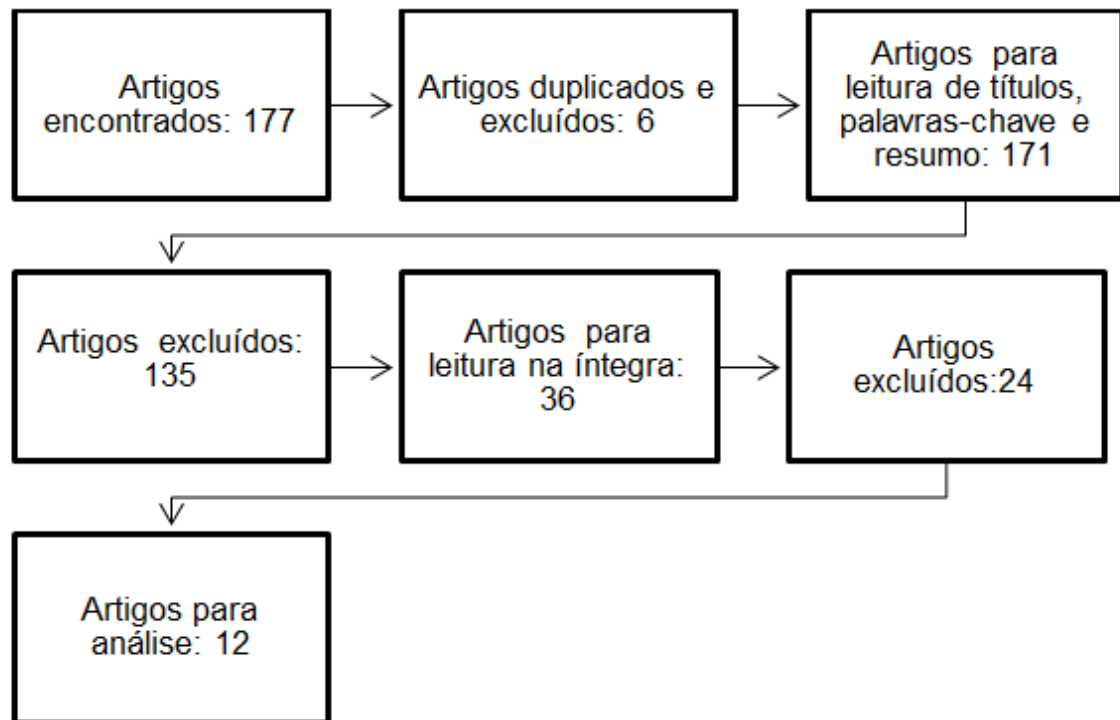 Artigos
encontrados: 177
Artigos duplicados e
excluídos: 6
Artigos para
leitura de títulos,
palavras-chave e
resumo: 171
Artigos excluídos:
135
Artigos para
leitura na íntegra:
36
Artigos
excluídos:24
Artigos para
análise: 12